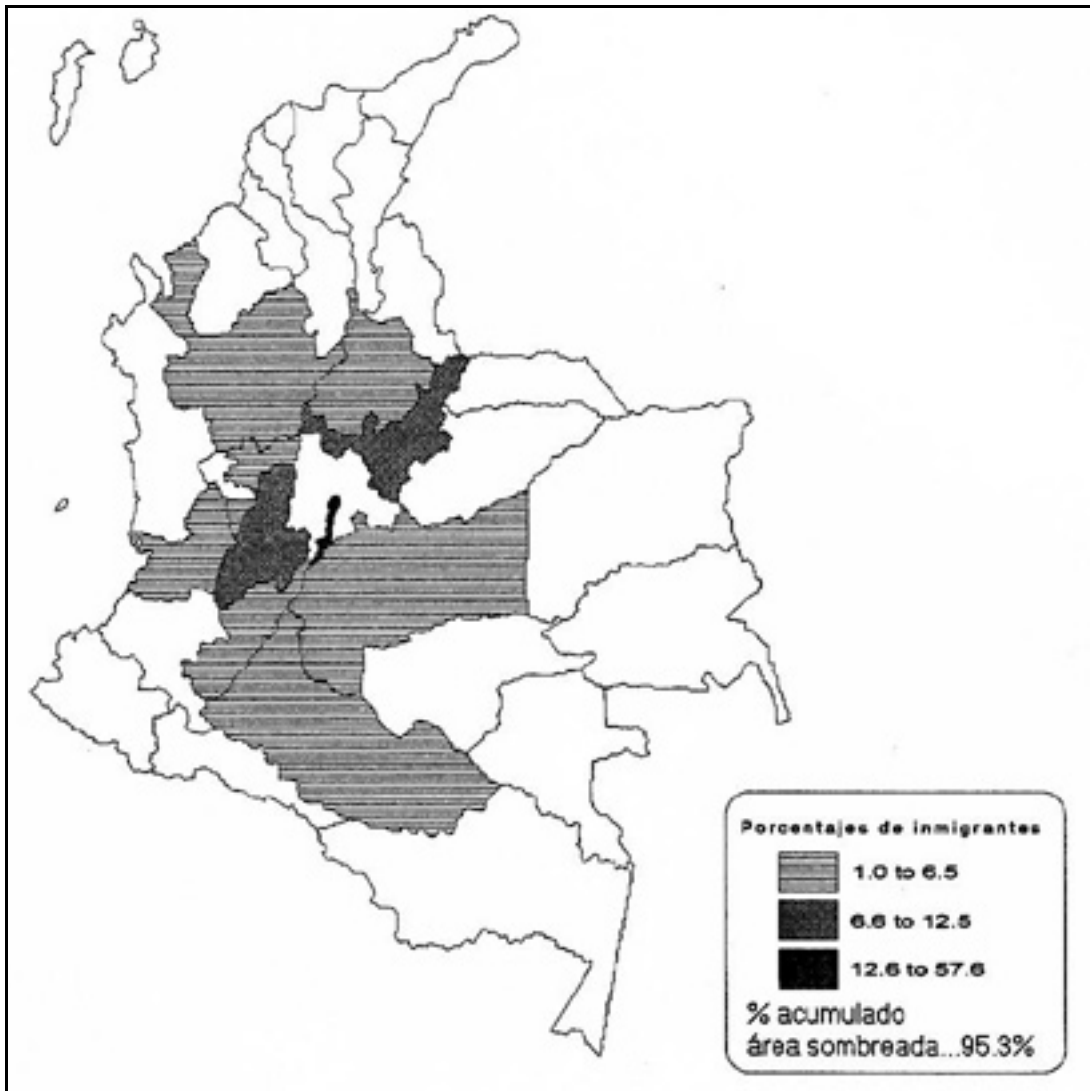 Porcentajes de inmigrantes
1.0 to 6.5
6.6 to 12.5
12.6 to 57.6
% acumulado
área sombreada...95.3%